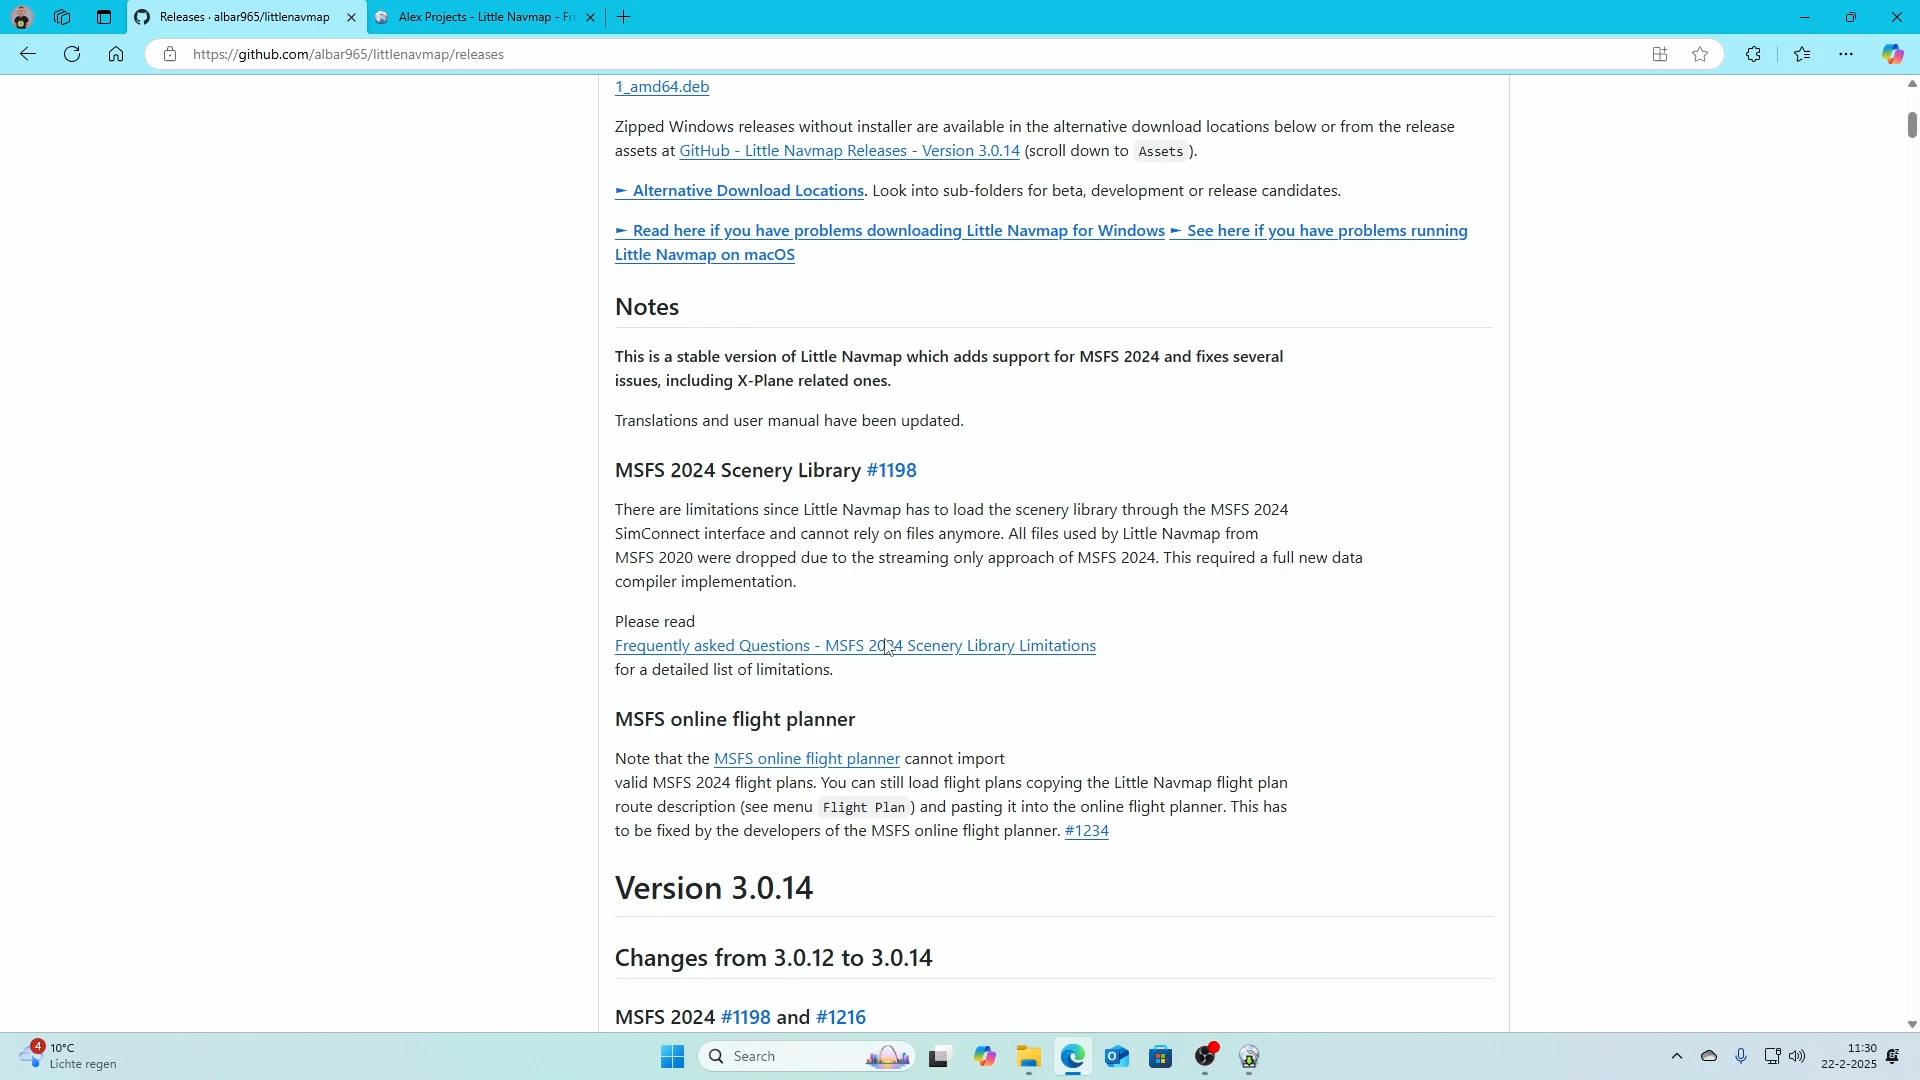 Releases · albar965/littlenavmap
Alex Projects - Little Navmap - Fre
https://github.com/albar965/littlenavmap/releases
1_amd64.deb
Zipped Windows releases without installer are available in the alternative download locations below or from the release
assets at GitHub - Little Navmap Releases - Version 3.0.14 (scroll down to Assets ).
► Alternative Download Locations. Look into sub-folders for beta, development or release candidates.
► Read here if you have problems downloading Little Navmap for Windows ► See here if you have problems running
Little Navmap on macOS
Notes
This is a stable version of Little Navmap which adds support for MSFS 2024 and fixes several
issues, including X-Plane related ones.
Translations and user manual have been updated.
MSFS 2024 Scenery Library #1198
There are limitations since Little Navmap has to load the scenery library through the MSFS 2024
SimConnect interface and cannot rely on files anymore. All files used by Little Navmap from
MSFS 2020 were dropped due to the streaming only approach of MSFS 2024. This required a full new data
compiler implementation.
Please read
Frequently asked Questions - MSFS 2024 Scenery Library Limitations
for a detailed list of limitations.
MSFS online flight planner
Note that the MSFS online flight planner cannot import
valid MSFS 2024 flight plans. You can still load flight plans copying the Little Navmap flight plan
route description (see menu Flight Plan ) and pasting it into the online flight planner. This has
to be fixed by the developers of the MSFS online flight planner. #1234
Version 3.0.14
Changes from 3.0.12 to 3.0.14
MSFS 2024 #1198 and #1216
4
10°C
Lichte regen
Search
11:30
22-2-2025